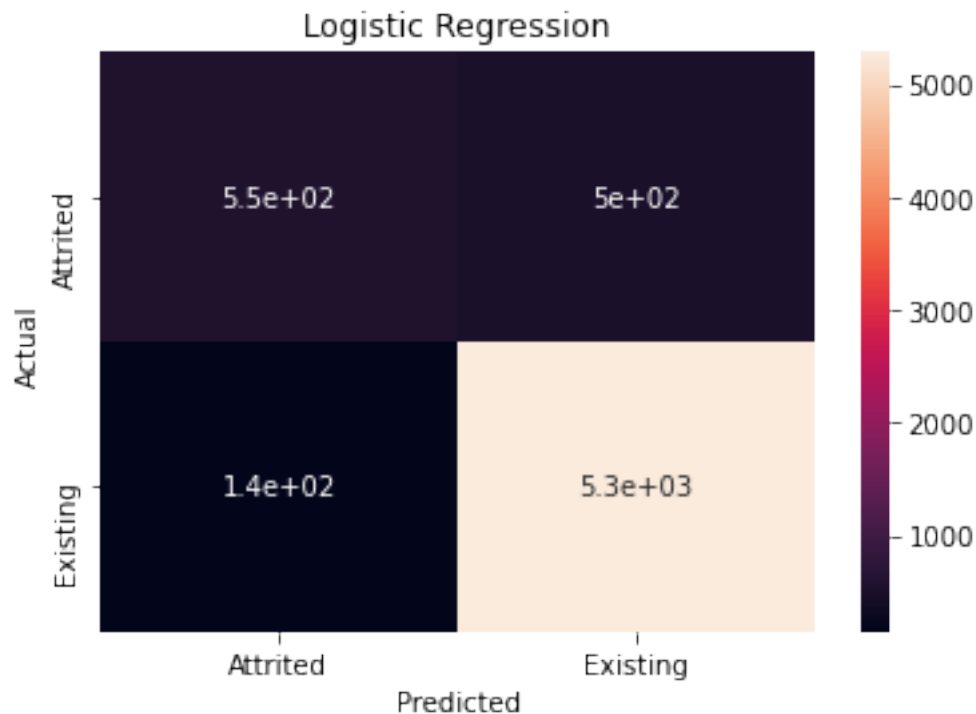 Logistic Regression
5000
4000
3000
2000
1000
Actual
Attrited
Existing
5.5e+02
5e+02
1.4e+02
5.3e+03
Attrited
Existing
Predicted